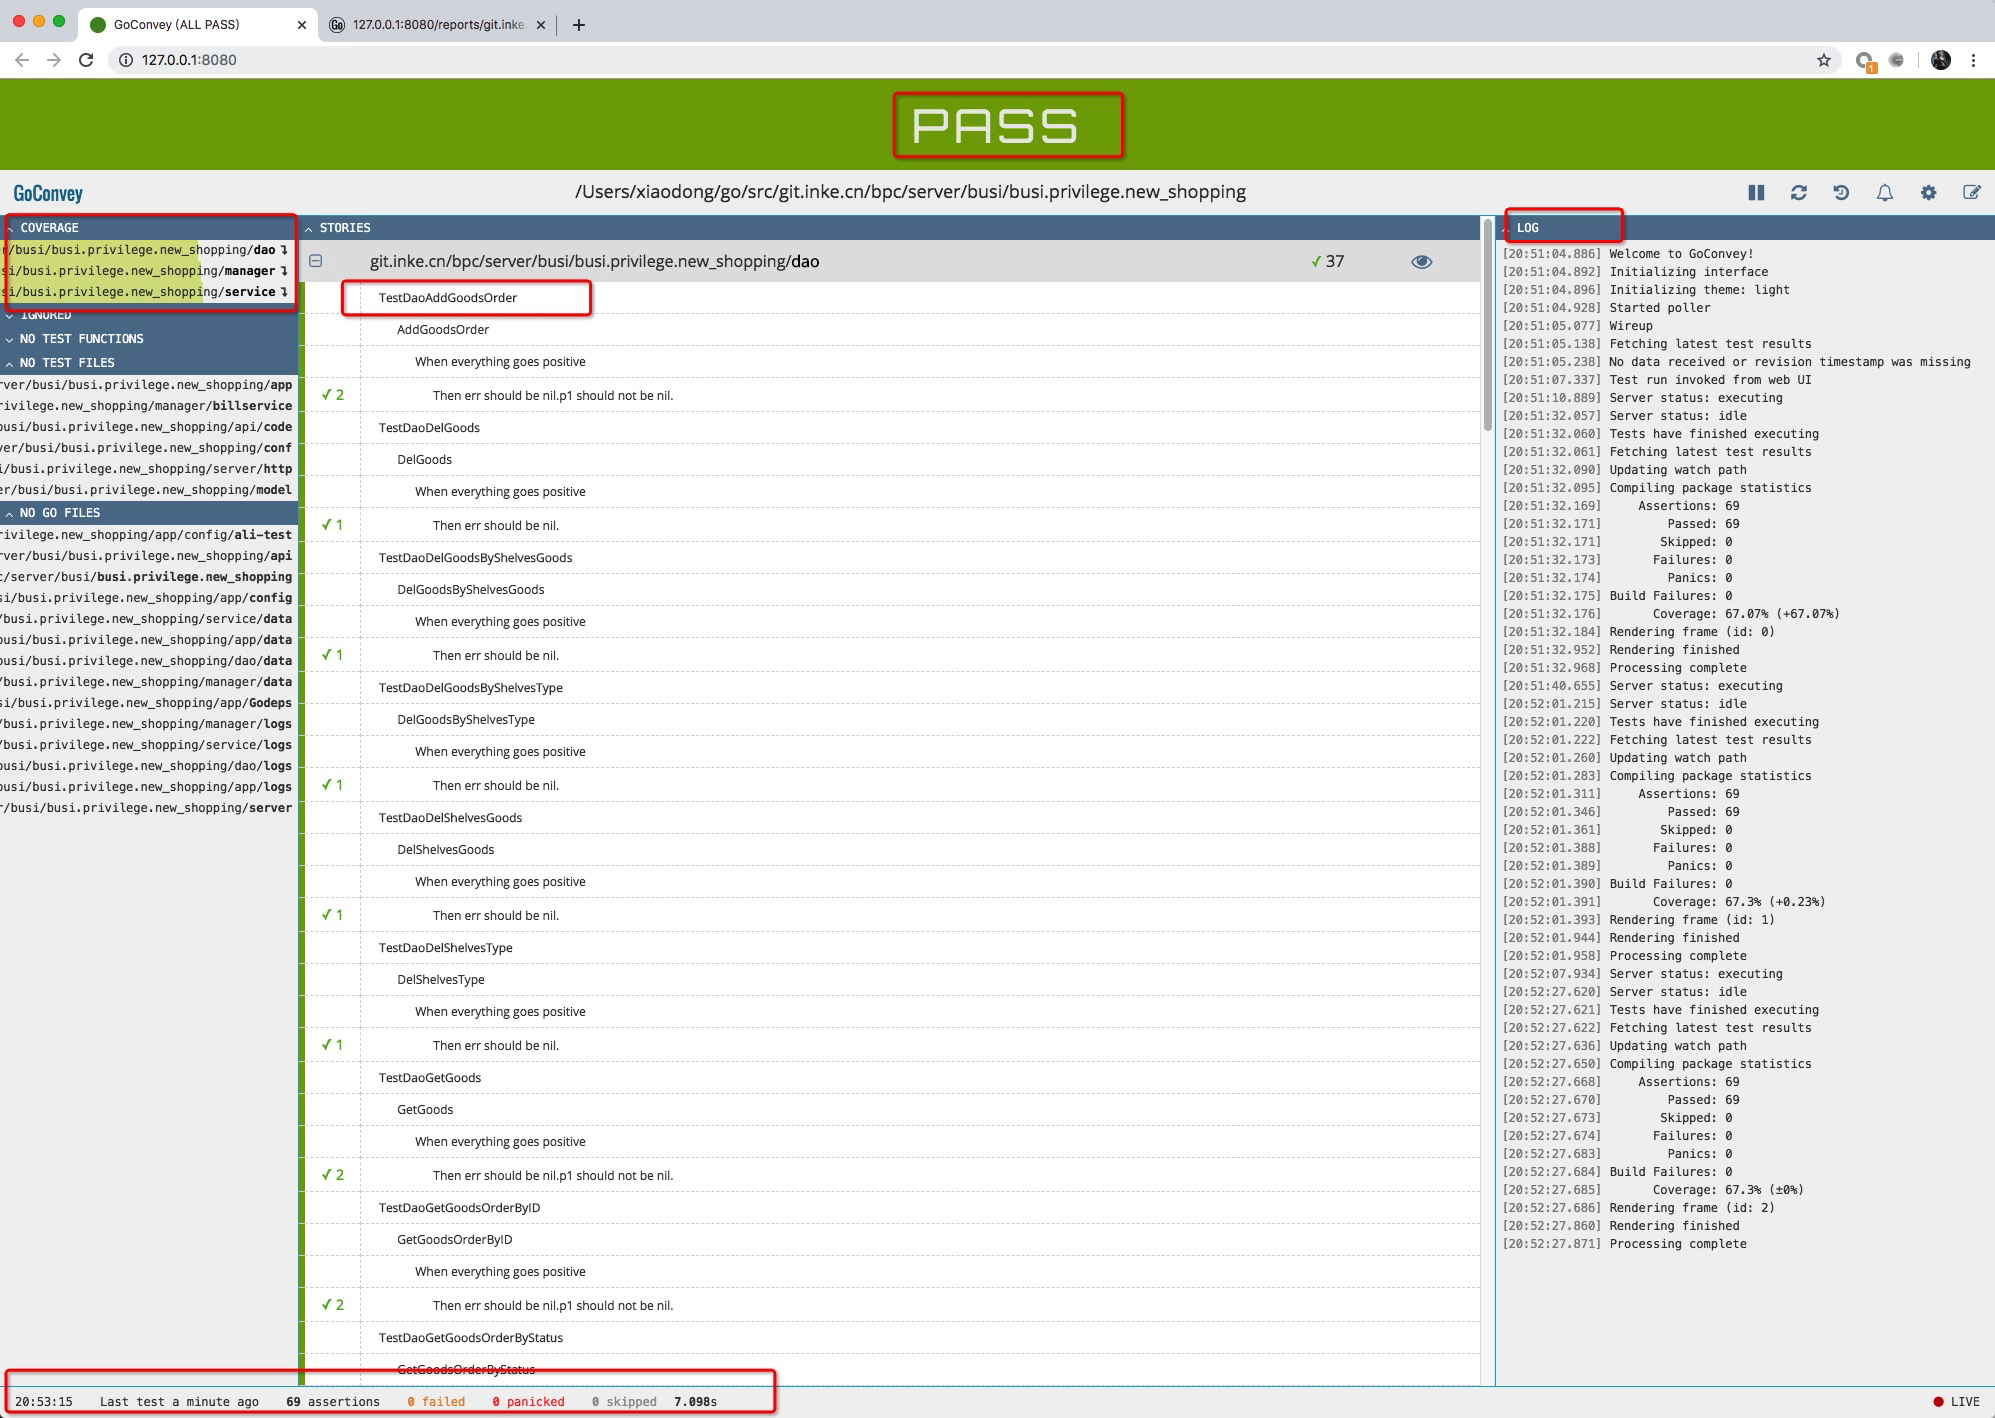 GoConvey (ALL PASS)
127.0.0.1:8080/reports/git.inke.
127.0.0.1:8080
1
PASS
GoConvey
/Users/xiaodong/go/src/git.inke.cn/bpc/server/busi/busi.privilege.new_shopping
COVERAGE
r/busi/busi.privilege.new_shopping/dao
si/busi.privilege.new_shopping/manager
si/busi.privilege.new_shopping/service
IGNORED
NO TEST FUNCTIONS
NO TEST FILES
rver/busi/busi.privilege.new_shopping/app
rivilege.new_shopping/manager/billservice
busi/busi.privilege.new_shopping/api/code
ver/busi/busi.privilege.new_shopping/conf
i/busi.privilege.new_shopping/server/http
er/busi/busi.privilege.new_shopping/model
NO GO FILES
rivilege.new_shopping/app/config/ali-test
rver/busi/busi.privilege.new_shopping/api
c/server/busi/busi.privilege.new_shopping
si/busi.privilege.new_shopping/app/config
/busi.privilege.new_shopping/service/data
busi/busi.privilege.new_shopping/app/data
busi/busi.privilege.new_shopping/dao/data
/busi.privilege.new_shopping/manager/data
si/busi.privilege.new_shopping/app/Godeps
/busi.privilege.new_shopping/manager/logs
/busi.privilege.new_shopping/service/logs
busi/busi.privilege.new_shopping/dao/logs
busi/busi.privilege.new_shopping/app/logs
r/busi/busi.privilege.new_shopping/server
STORIES
git.inke.cn/bpc/server/busi/busi.privilege.new_shopping/dao ✓ 37
TestDaoAddGoodsOrder
AddGoodsOrder
When everything goes positive
✓ 2 Then err should be nil.p1 should not be nil.
TestDaoDelGoods
DelGoods
When everything goes positive
✓ 1 Then err should be nil.
TestDaoDelGoodsByShelvesGoods
DelGoodsByShelvesGoods
When everything goes positive
✓ 1 Then err should be nil.
TestDaoDelGoodsByShelvesType
DelGoodsByShelvesType
When everything goes positive
✓ 1 Then err should be nil.
TestDaoDelShelvesGoods
DelShelvesGoods
When everything goes positive
✓ 1 Then err should be nil.
TestDaoDelShelvesType
DelShelvesType
When everything goes positive
✓ 1 Then err should be nil.
TestDaoGetGoods
GetGoods
When everything goes positive
✓ 2 Then err should be nil.p1 should not be nil.
TestDaoGetGoodsOrderByID
GetGoodsOrderByID
When everything goes positive
✓ 2 Then err should be nil.p1 should not be nil.
TestDaoGetGoodsOrderByStatus
GetGoodsOrderByStatus
LOG
[20:51:04.886] Welcome to GoConvey!
[20:51:04.892] Initializing interface
[20:51:04.896] Initializing theme: light
[20:51:04.928] Started poller
[20:51:05.077] Wireup
[20:51:05.138] Fetching latest test results
[20:51:05.238] No data received or revision timestamp was missing
[20:51:07.337] Test run invoked from web UI
[20:51:10.889] Server status: executing
[20:51:32.057] Server status: idle
[20:51:32.060] Tests have finished executing
[20:51:32.061] Fetching latest test results
[20:51:32.090] Updating watch path
[20:51:32.095] Compiling package statistics
[20:51:32.169] Assertions: 69
[20:51:32.171] Passed: 69
[20:51:32.171] Skipped: 0
[20:51:32.173] Failures: 0
[20:51:32.174] Panics: 0
[20:51:32.175] Build Failures: 0
[20:51:32.176] Coverage: 67.07% (+67.07%)
[20:51:32.184] Rendering frame (id: 0)
[20:51:32.952] Rendering finished
[20:51:32.968] Processing complete
[20:51:40.655] Server status: executing
[20:52:01.215] Server status: idle
[20:52:01.220] Tests have finished executing
[20:52:01.222] Fetching latest test results
[20:52:01.260] Updating watch path
[20:52:01.283] Compiling package statistics
[20:52:01.311] Assertions: 69
[20:52:01.346] Passed: 69
[20:52:01.361] Skipped: 0
[20:52:01.388] Failures: 0
[20:52:01.389] Panics: 0
[20:52:01.390] Build Failures: 0
[20:52:01.391] Coverage: 67.3% (+0.23%)
[20:52:01.393] Rendering frame (id: 1)
[20:52:01.944] Rendering finished
[20:52:01.958] Processing complete
[20:52:07.934] Server status: executing
[20:52:27.620] Server status: idle
[20:52:27.621] Tests have finished executing
[20:52:27.622] Fetching latest test results
[20:52:27.636] Updating watch path
[20:52:27.650] Compiling package statistics
[20:52:27.668] Assertions: 69
[20:52:27.670] Passed: 69
[20:52:27.673] Skipped: 0
[20:52:27.674] Failures: 0
[20:52:27.683] Panics: 0
[20:52:27.684] Build Failures: 0
[20:52:27.685] Coverage: 67.3% (±0%)
[20:52:27.686] Rendering frame (id: 2)
[20:52:27.860] Rendering finished
[20:52:27.871] Processing complete
20:53:15 Last test a minute ago 69 assertions 0 failed 0 panicked 0 skipped 7.098s
LIVE